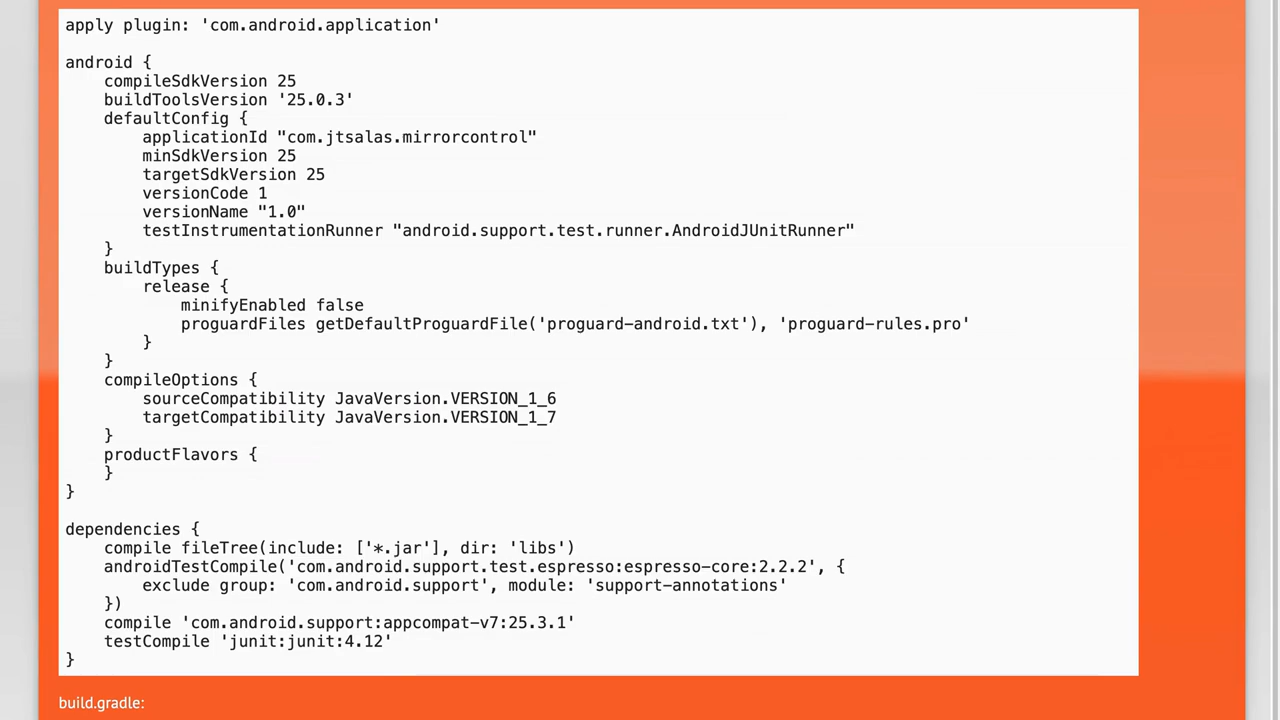 apply plugin: 'com.android.application'

android {
    compileSdkVersion 25
    buildToolsVersion '25.0.3'
    defaultConfig {
        applicationId "com.jtsalas.mirrorcontrol"
        minSdkVersion 25
        targetSdkVersion 25
        versionCode 1
        versionName "1.0"
        testInstrumentationRunner "android.support.test.runner.AndroidJUnitRunner"
    }
    buildTypes {
        release {
            minifyEnabled false
            proguardFiles getDefaultProguardFile('proguard-android.txt'), 'proguard-rules.pro'
        }
    }
    compileOptions {
        sourceCompatibility JavaVersion.VERSION_1_6
        targetCompatibility JavaVersion.VERSION_1_7
    }
    productFlavors {
    }
}

dependencies {
    compile fileTree(include: ['*.jar'], dir: 'libs')
    androidTestCompile('com.android.support.test.espresso:espresso-core:2.2.2', {
        exclude group: 'com.android.support', module: 'support-annotations'
    })
    compile 'com.android.support:appcompat-v7:25.3.1'
    testCompile 'junit:junit:4.12'
}
build.gradle: